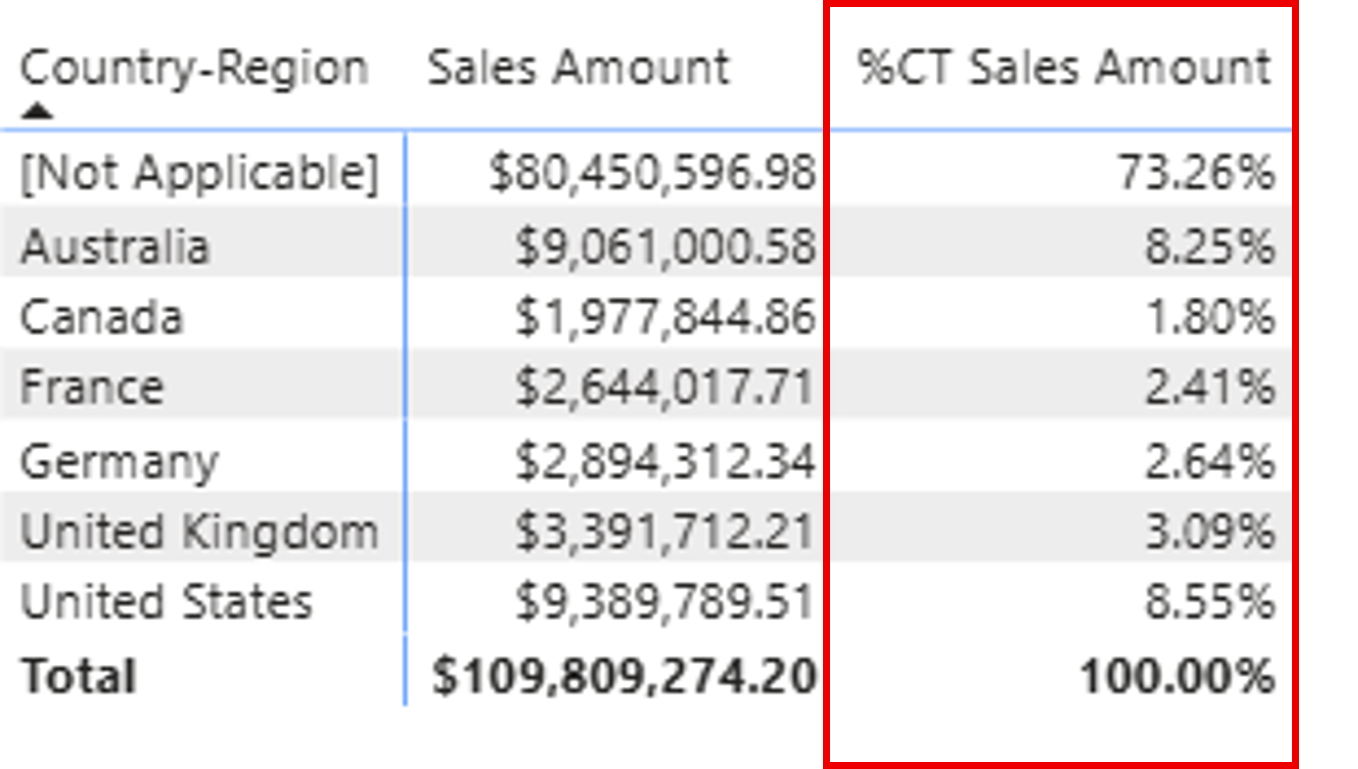 Country-Region Sales Amount %CT Sales Amount
[Not Applicable] $80,450,596.98 73.26%
Australia $9,061,000.58 8.25%
Canada $1,977,844.86 1.80%
France $2,644,017.71 2.41%
Germany $2,894,312.34 2.64%
United Kingdom $3,391,712.21 3.09%
United States $9,389,789.51 8.55%
Total $109,809,274.20 100.00%